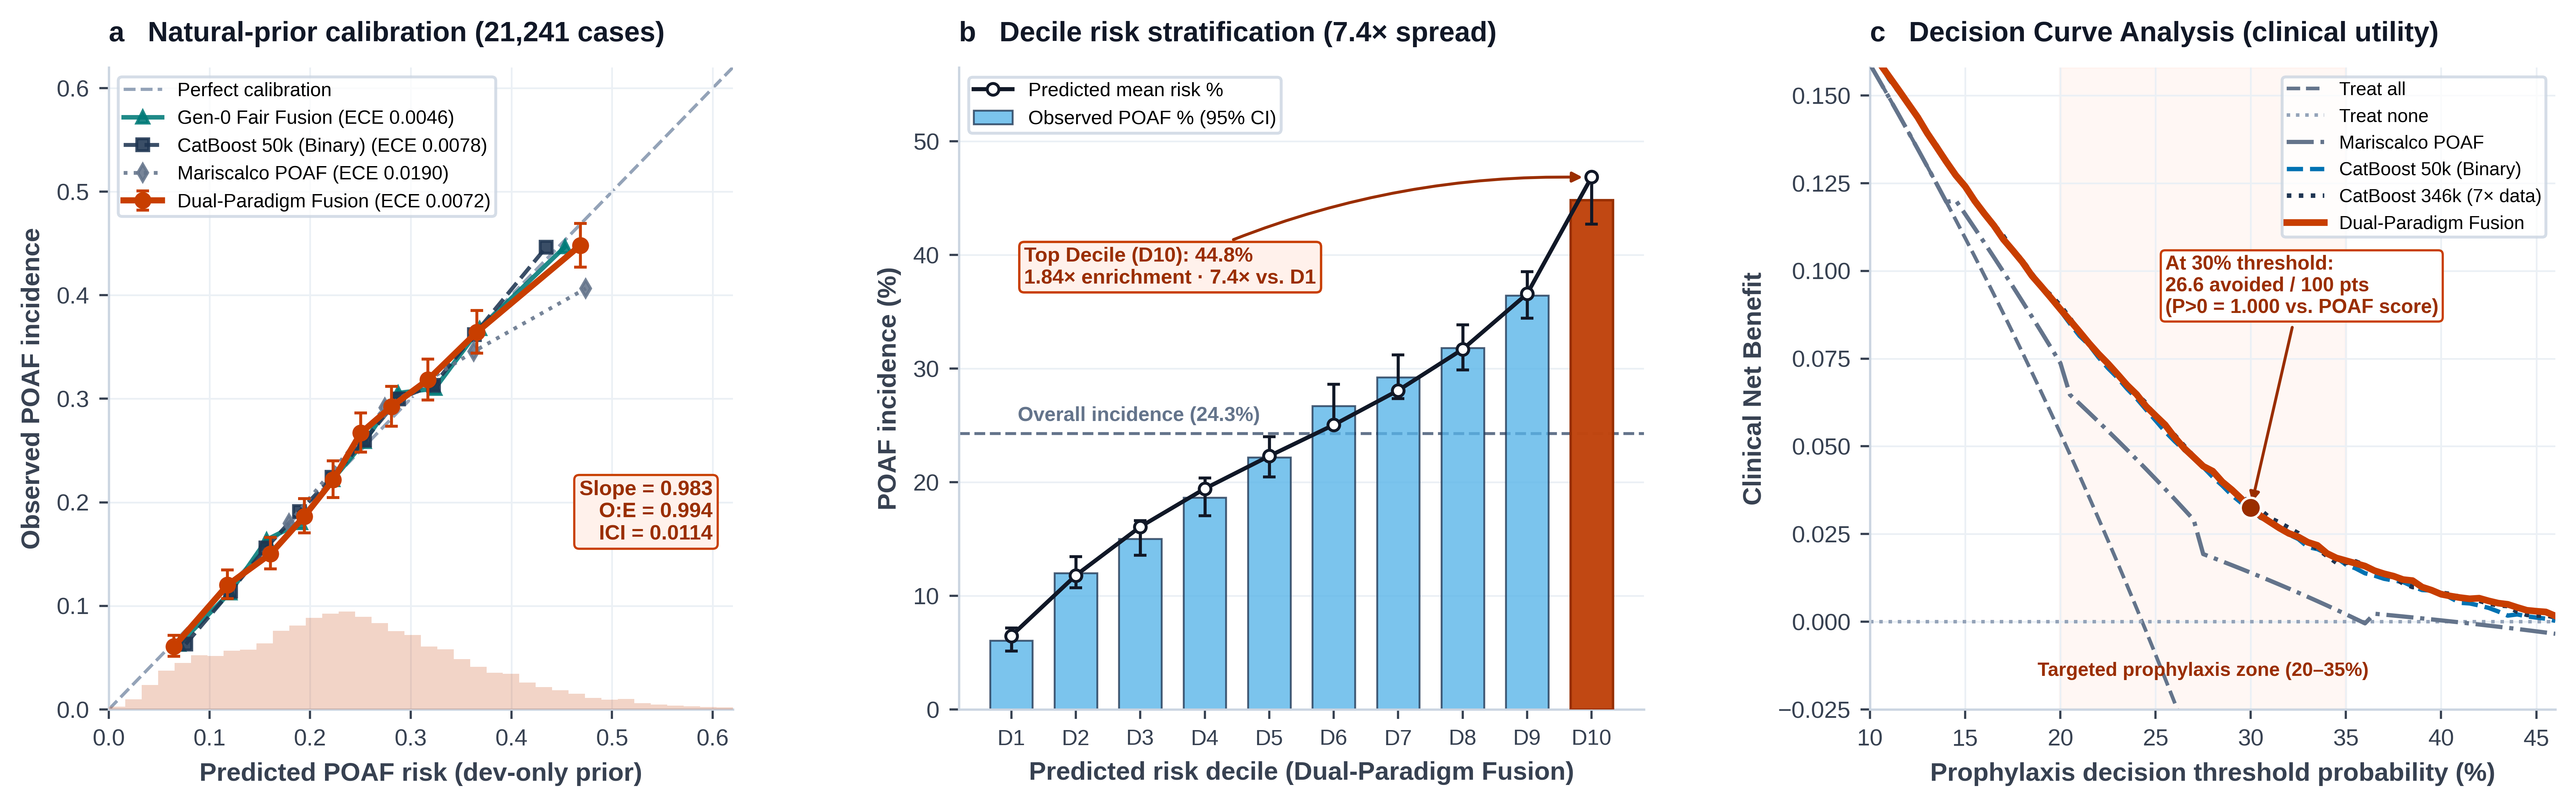 a Natural-prior calibration (21,241 cases)
Observed POAF incidence
0.6
0.5
0.4
0.3
0.2
0.1
0.0
Perfect calibration
Gen-0 Fair Fusion (ECE 0.0046)
CatBoost 50k (Binary) (ECE 0.0078)
Mariscalco POAF (ECE 0.0190)
Dual-Paradigm Fusion (ECE 0.0072)
Slope = 0.983
O:E = 0.994
ICI = 0.0114
0.0 0.1 0.2 0.3 0.4 0.5 0.6
Predicted POAF risk (dev-only prior)
b Decile risk stratification (7.4× spread)
POAF incidence (%)
50
40
30
20
10
0
Predicted mean risk %
Observed POAF % (95% CI)
Top Decile (D10): 44.8%
1.84× enrichment · 7.4× vs. D1
Overall incidence (24.3%)
D1 D2 D3 D4 D5 D6 D7 D8 D9 D10
Predicted risk decile (Dual-Paradigm Fusion)
c Decision Curve Analysis (clinical utility)
Clinical Net Benefit
0.150
0.125
0.100
0.075
0.050
0.025
0.000
−0.025
Treat all
Treat none
Mariscalco POAF
CatBoost 50k (Binary)
CatBoost 346k (7× data)
Dual-Paradigm Fusion
At 30% threshold:
26.6 avoided / 100 pts
(P>0 = 1.000 vs. POAF score)
Targeted prophylaxis zone (20–35%)
10 15 20 25 30 35 40 45
Prophylaxis decision threshold probability (%)